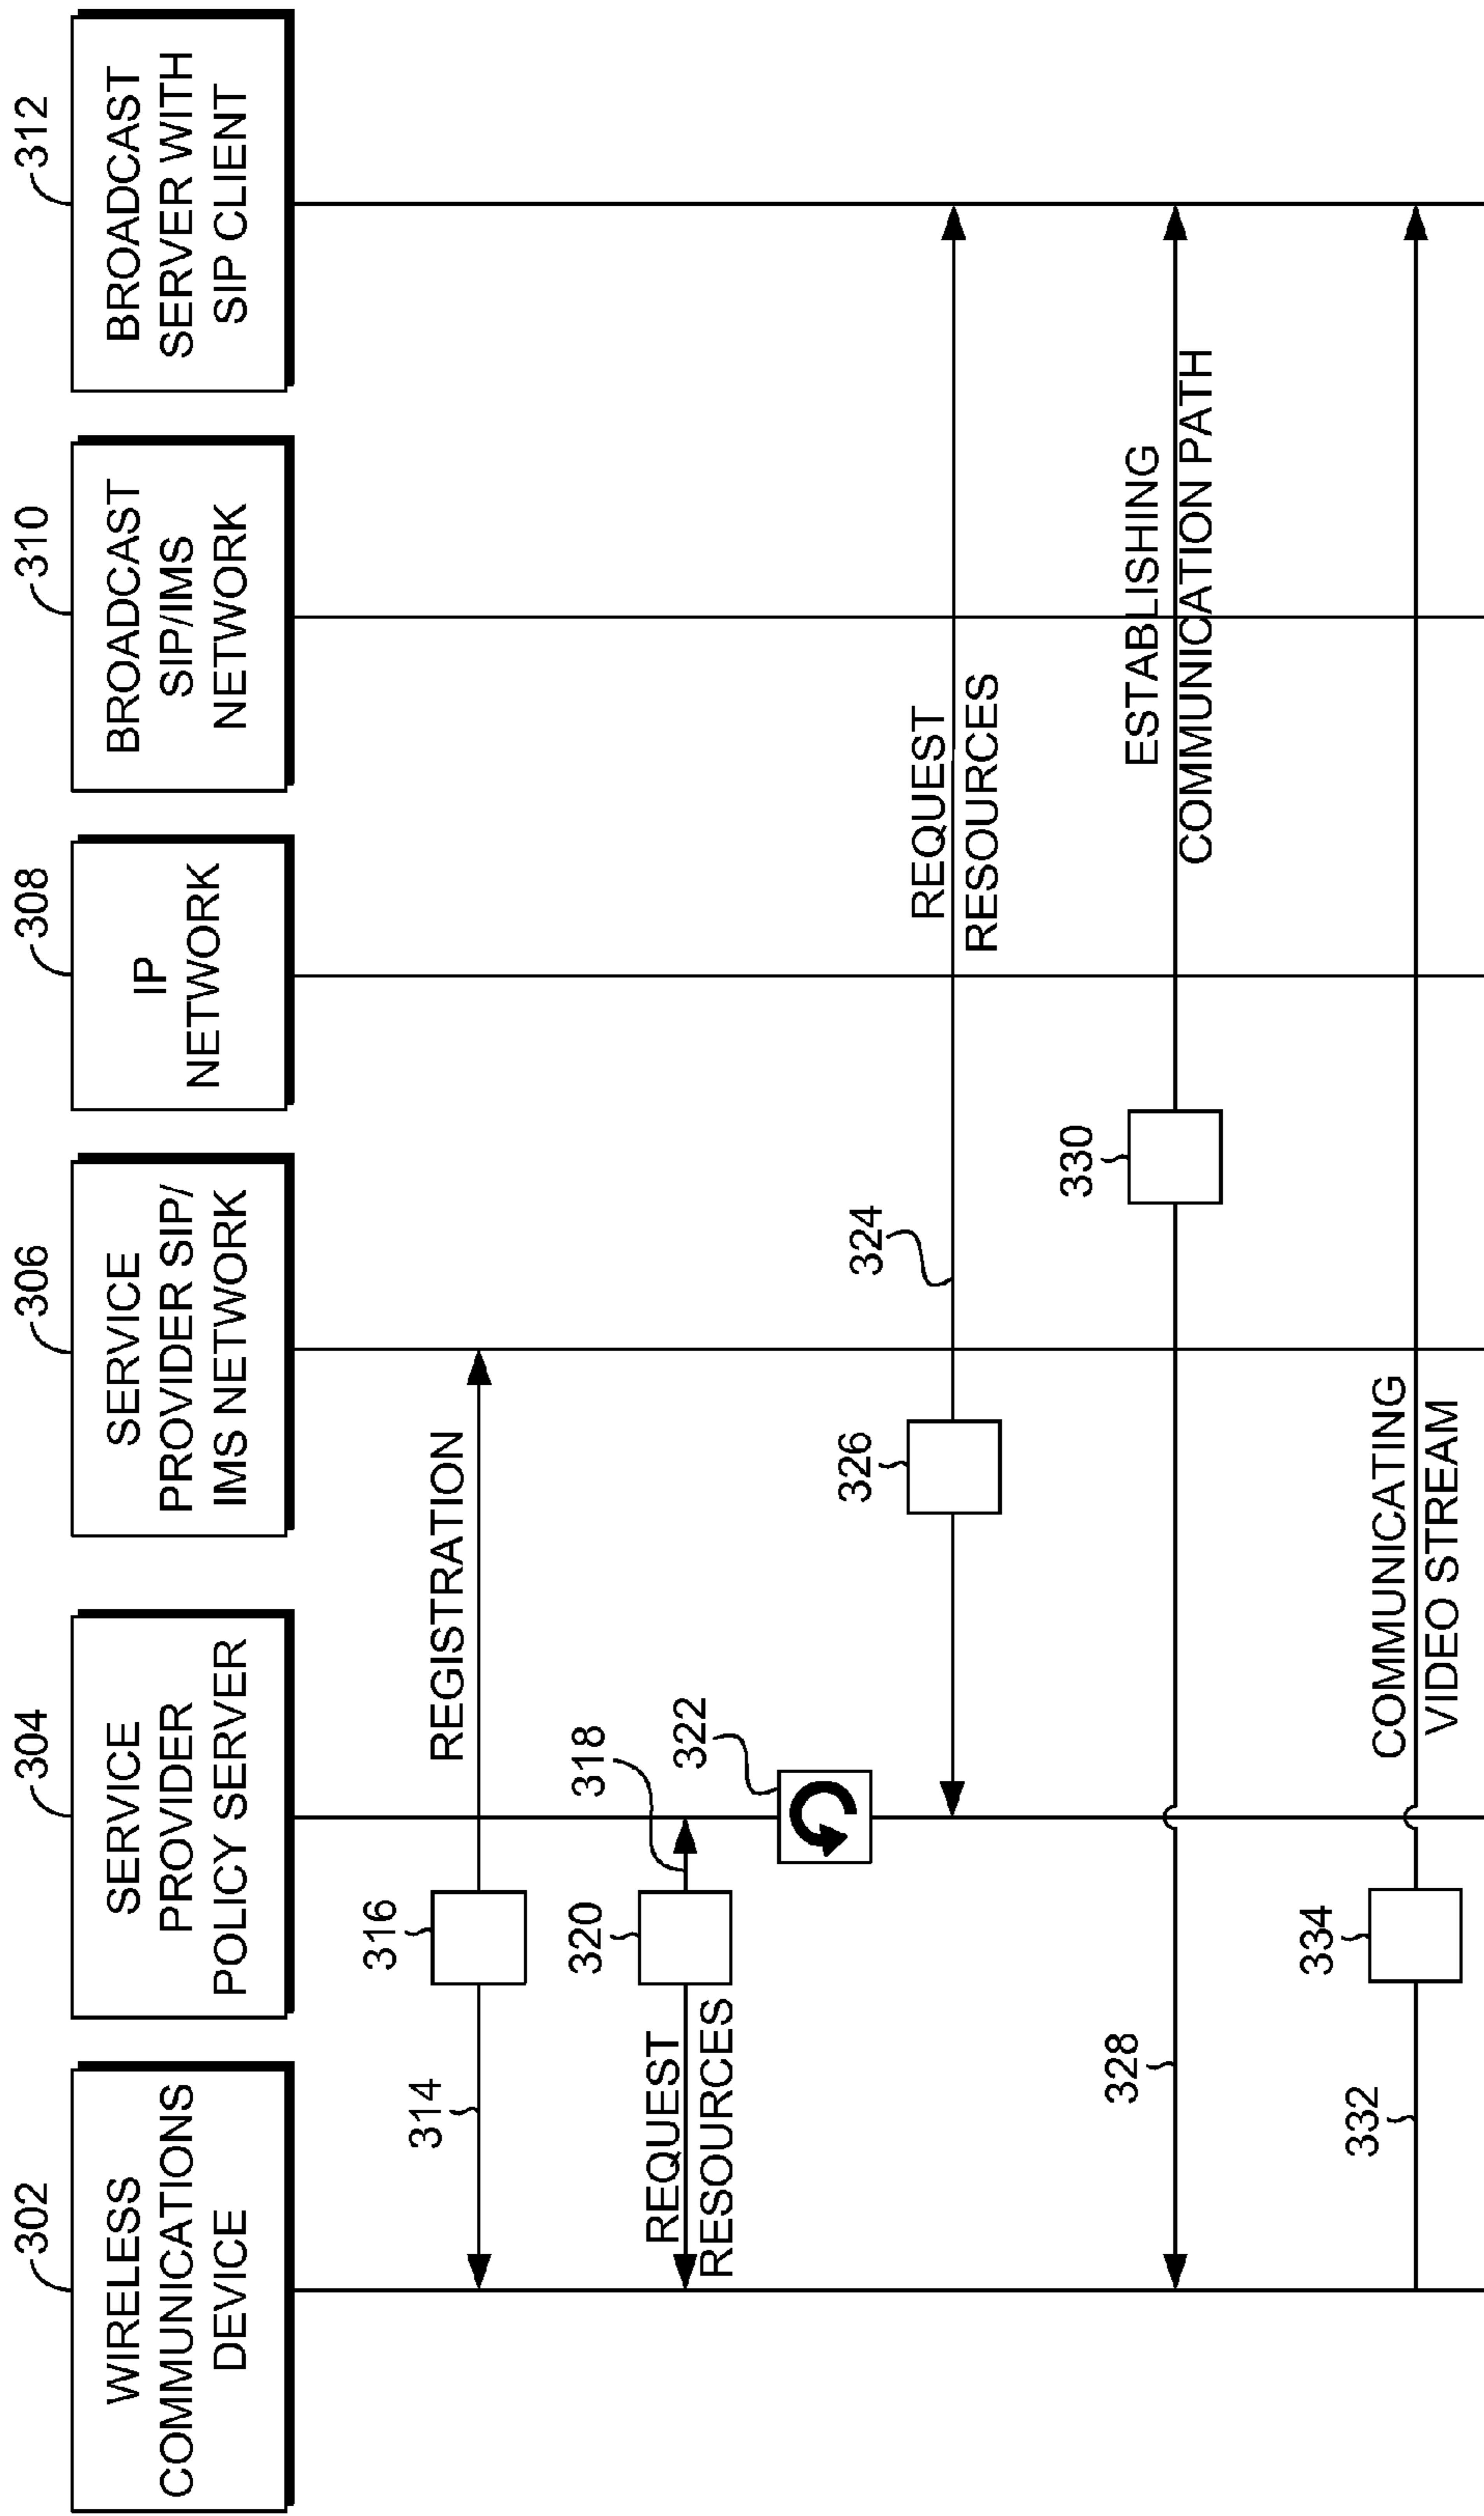 302
304
306
308
310
312
WIRELESS
COMMUNICATIONS
DEVICE
SERVICE
PROVIDER
POLICY SERVER
SERVICE
PROVIDER SIP/
IMS NETWORK
IP
NETWORK
BROADCAST
SIP/IMS
NETWORK
BROADCAST
SERVER WITH
SIP CLIENT
316
314
REGISTRATION
320
318
REQUEST
RESOURCES
322
326
324
REQUEST
RESOURCES
330
328
ESTABLISHING
COMMUNICATION PATH
334
332
COMMUNICATING
VIDEO STREAM